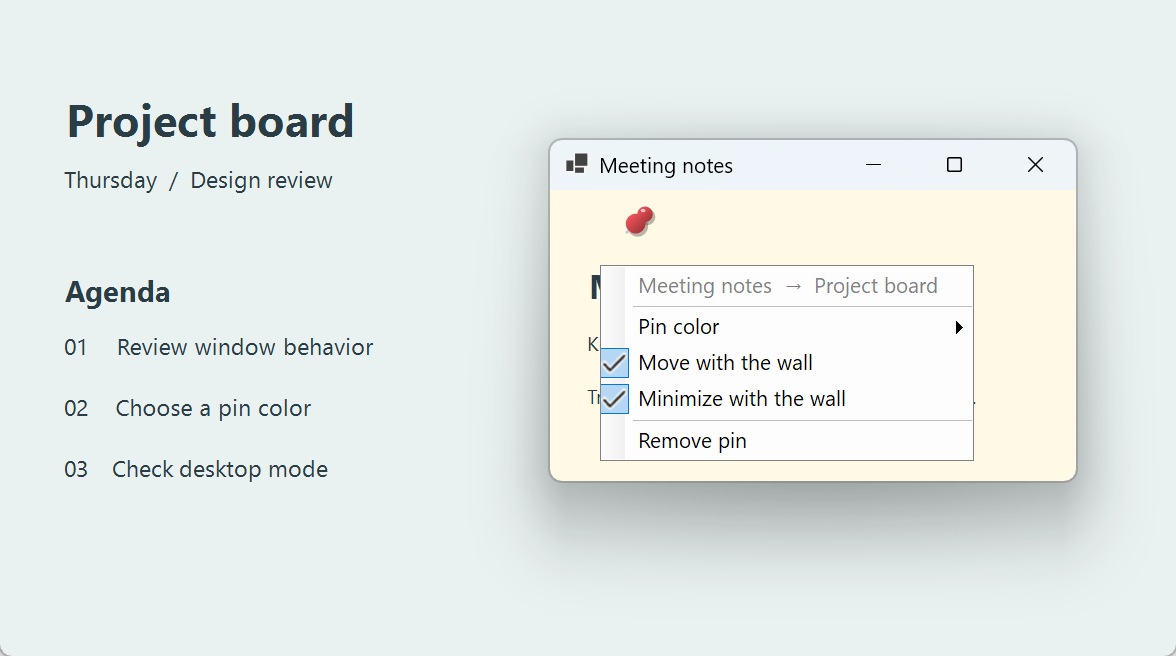 Project board
Thursday / Design review
Agenda
01 Review window behavior
02 Choose a pin color
03 Check desktop mode
Meeting notes
Meeting notes → Project board
Pin color
Move with the wall
Minimize with the wall
Remove pin